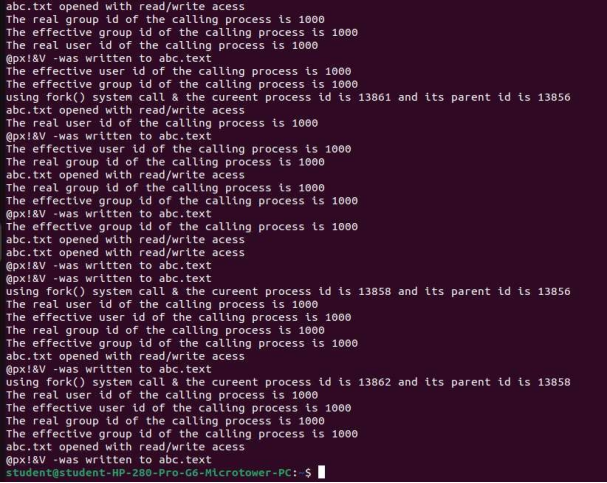 abc.txt opened with read/write acess
The real group id of the calling process is 1000
The effective group id of the calling process is 1000
The real user id of the calling process is 1000
@px!&V -was written to abc.text
The effective user id of the calling process is 1000
The effective group id of the calling process is 1000
using fork() system call & the cureent process id is 13861 and its parent id is 13856
abc.txt opened with read/write acess
The real user id of the calling process is 1000
@px!&V -was written to abc.text
The effective user id of the calling process is 1000
The real group id of the calling process is 1000
abc.txt opened with read/write acess
The real group id of the calling process is 1000
The effective group id of the calling process is 1000
@px!&V -was written to abc.text
The effective group id of the calling process is 1000
abc.txt opened with read/write acess
abc.txt opened with read/write acess
@px!&V -was written to abc.text
@px!&V -was written to abc.text
using fork() system call & the cureent process id is 13858 and its parent id is 13856
The real user id of the calling process is 1000
The effective user id of the calling process is 1000
The real group id of the calling process is 1000
The effective group id of the calling process is 1000
abc.txt opened with read/write acess
@px!&V -was written to abc.text
using fork() system call & the cureent process id is 13862 and its parent id is 13858
The real user id of the calling process is 1000
The effective user id of the calling process is 1000
The real group id of the calling process is 1000
The effective group id of the calling process is 1000
abc.txt opened with read/write acess
@px!&V -was written to abc.text
student@student-HP-280-Pro-G6-Microtower-PC:~$